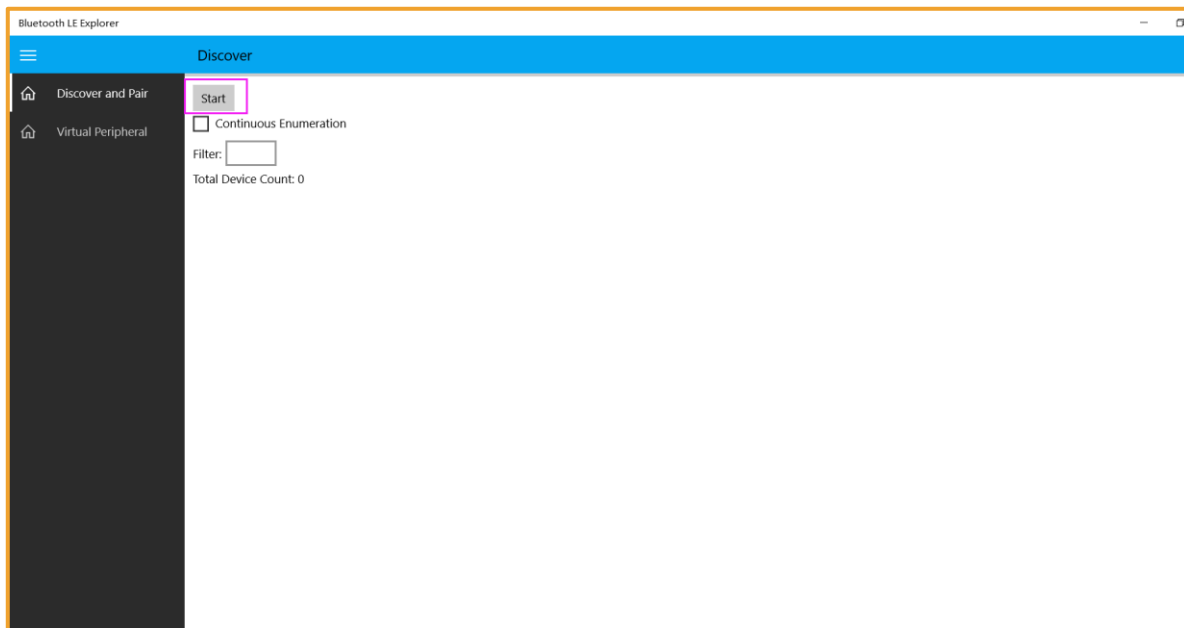 Bluetooth LE Explorer
Discover
Discover and Pair
Virtual Peripheral
Start
Continuous Enumeration
Filter:
Total Device Count: 0